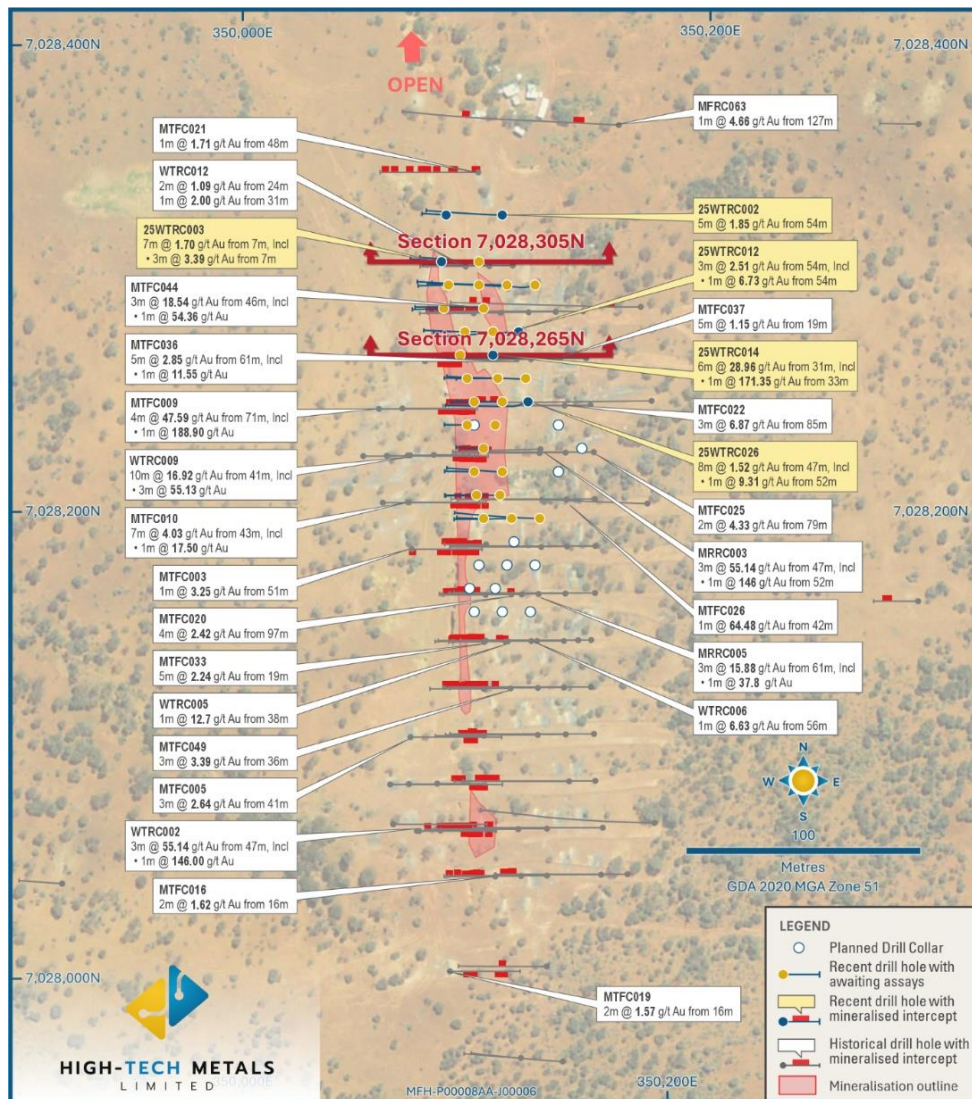 350,000E
350,200E
7,028,400N
7,028,400N
OPEN
MFRC063
1m @ 4.66 g/t Au from 127m
MTFC021
1m @ 1.71 g/t Au from 48m
WTRC012
2m @ 1.09 g/t Au from 24m
1m @ 2.00 g/t Au from 31m
25WTRC003
7m @ 1.70 g/t Au from 7m, Incl
• 3m @ 3.39 g/t Au from 7m
MTFC044
3m @ 18.54 g/t Au from 46m, Incl
• 1m @ 54.36 g/t Au
MTFC036
5m @ 2.85 g/t Au from 61m, Incl
• 1m @ 11.55 g/t Au
MTFC009
4m @ 47.59 g/t Au from 71m, Incl
• 1m @ 188.90 g/t Au
WTRC009
10m @ 16.92 g/t Au from 41m, Incl
• 3m @ 55.13 g/t Au
MTFC010
7m @ 4.03 g/t Au from 43m, Incl
• 1m @ 17.50 g/t Au
MTFC003
1m @ 3.25 g/t Au from 51m
MTFC020
4m @ 2.42 g/t Au from 97m
MTFC033
5m @ 2.24 g/t Au from 19m
WTRC005
1m @ 12.7 g/t Au from 38m
MTFC049
3m @ 3.39 g/t Au from 36m
MTFC005
3m @ 2.64 g/t Au from 41m
WTRC002
3m @ 55.14 g/t Au from 47m, Incl
• 1m @ 146.00 g/t Au
MTFC016
2m @ 1.62 g/t Au from 16m
Section 7,028,305N
Section 7,028,265N
25WTRC002
5m @ 1.85 g/t Au from 54m
25WTRC012
3m @ 2.51 g/t Au from 54m, Incl
• 1m @ 6.73 g/t Au from 54m
MTFC037
5m @ 1.15 g/t Au from 19m
25WTRC014
6m @ 28.96 g/t Au from 31m, Incl
• 1m @ 171.35 g/t Au from 33m
MTFC022
3m @ 6.87 g/t Au from 85m
25WTRC026
8m @ 1.52 g/t Au from 47m, Incl
• 1m @ 9.31 g/t Au from 52m
MTFC025
2m @ 4.33 g/t Au from 79m
7,028,200N
7,028,200N
MRRC003
3m @ 55.14 g/t Au from 47m, Incl
• 1m @ 146 g/t Au from 52m
MTFC026
1m @ 64.48 g/t Au from 42m
MRRC005
3m @ 15.88 g/t Au from 61m, Incl
• 1m @ 37.8 g/t Au
WTRC006
1m @ 6.63 g/t Au from 56m
N
W
E
S
100
Metres
GDA 2020 MGA Zone 51
7,028,000N
MTFC019
2m @ 1.57 g/t Au from 16m
LEGEND
Planned Drill Collar
Recent drill hole with
awaiting assays
Recent drill hole with
mineralised intercept
Historical drill hole with
mineralised intercept
Mineralisation outline
HIGH-TECH METALS
LIMITED
MFH-P00008AA-J00006
350,200E